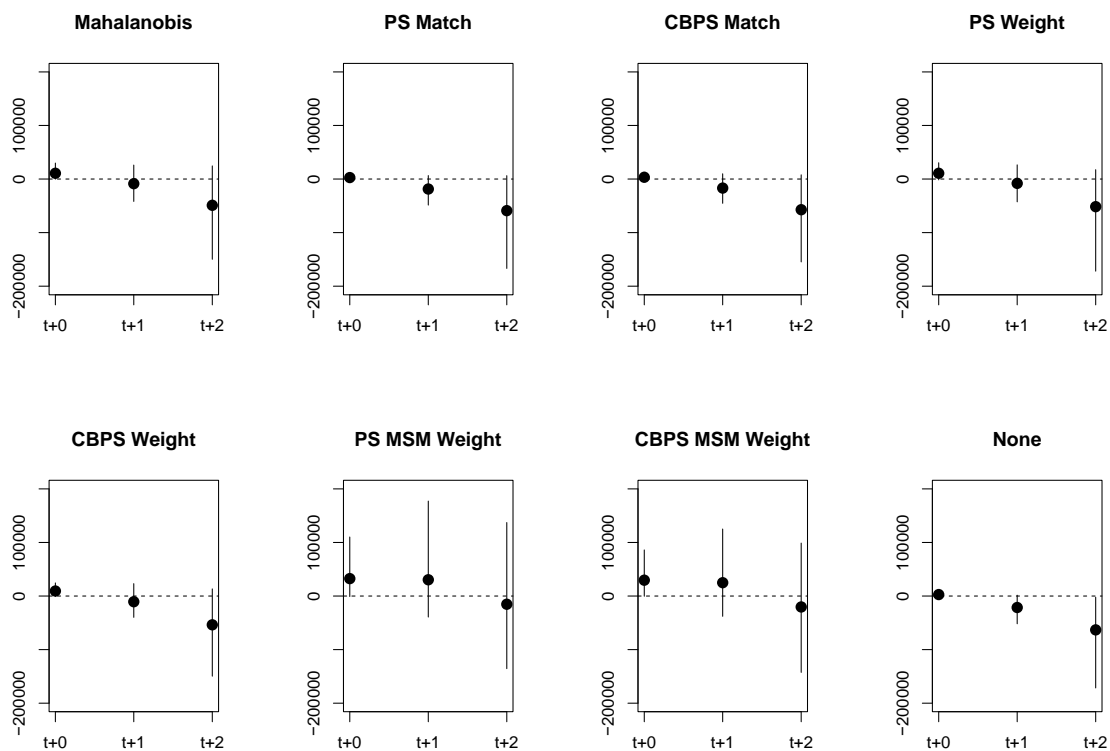 Mahalanobis
PS Match
CBPS Match
PS Weight
100000
0
−200000
t+0 t+1 t+2
100000
0
−200000
t+0 t+1 t+2
100000
0
−200000
t+0 t+1 t+2
100000
0
−200000
t+0 t+1 t+2
CBPS Weight
PS MSM Weight
CBPS MSM Weight
None
100000
0
−200000
t+0 t+1 t+2
100000
0
−200000
t+0 t+1 t+2
100000
0
−200000
t+0 t+1 t+2
100000
0
−200000
t+0 t+1 t+2